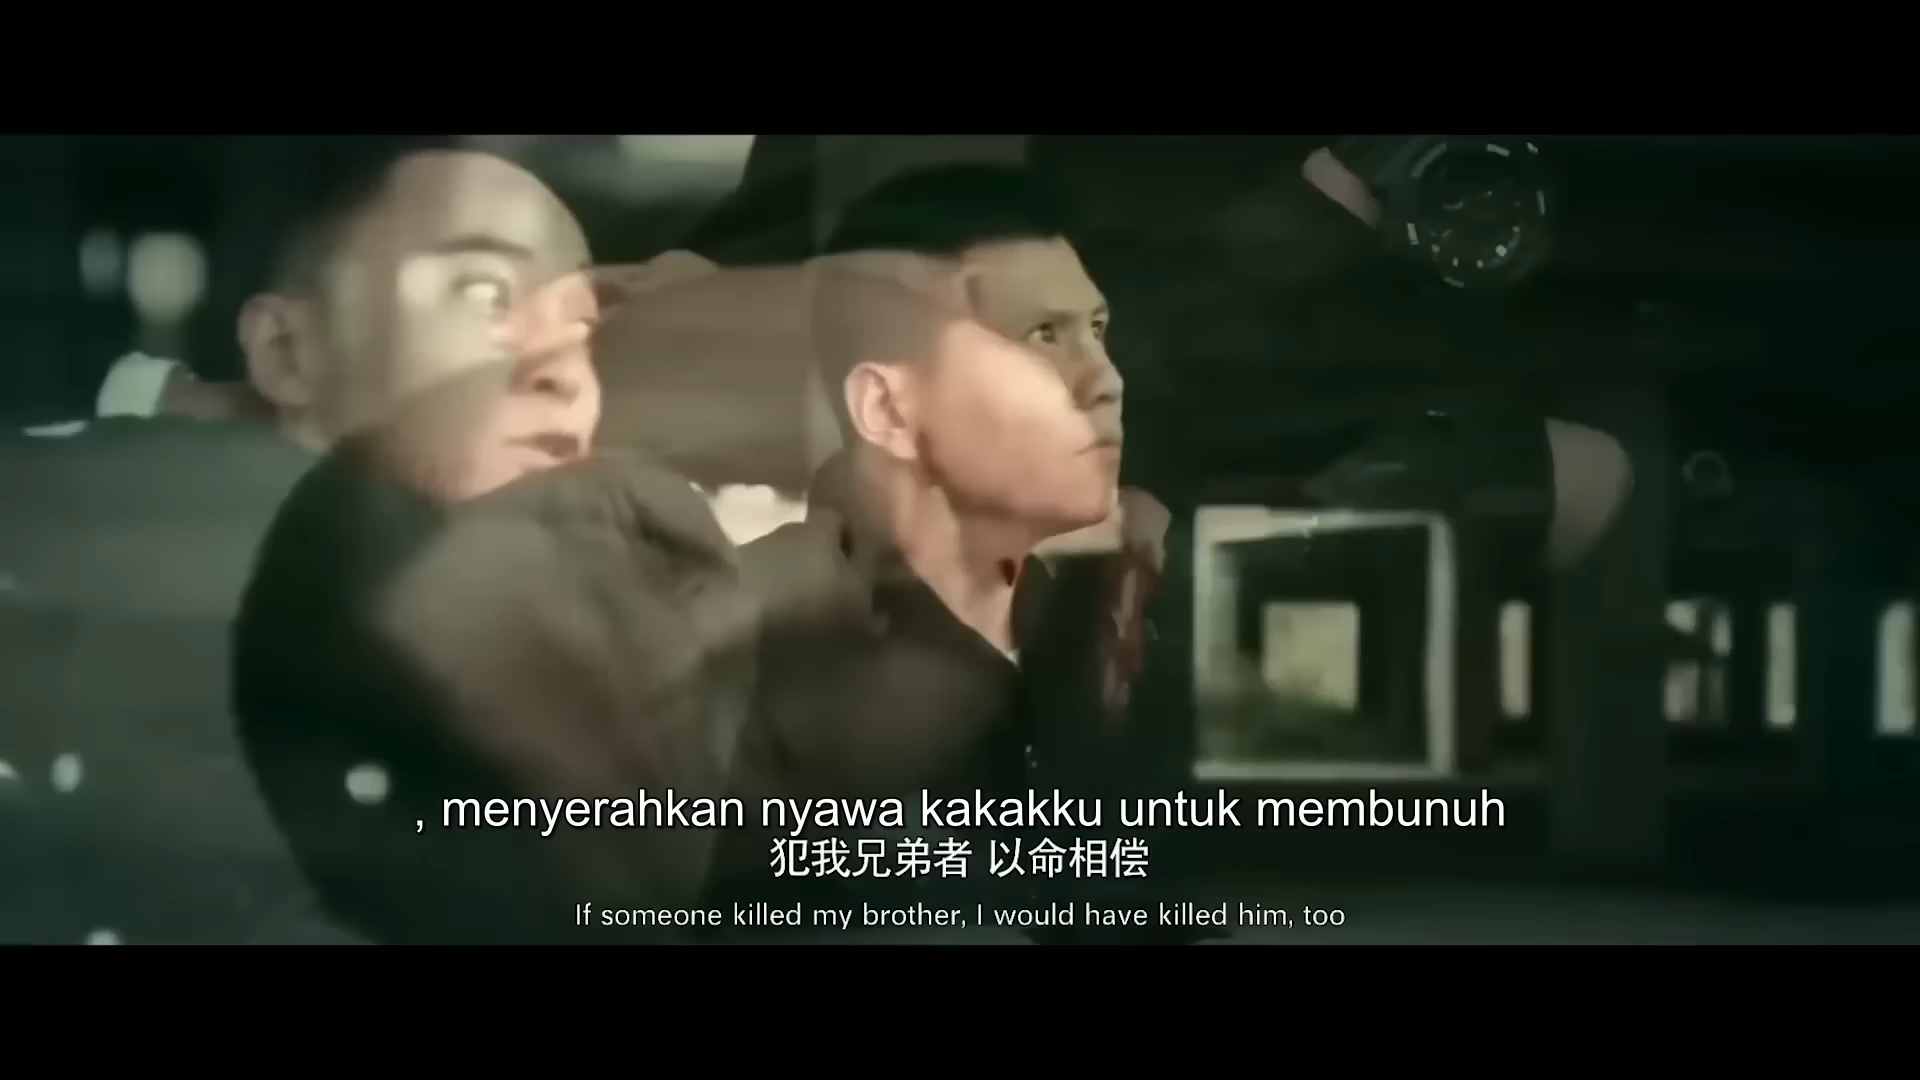 , menyerahkan nyawa kakakku untuk membunuh
犯我兄弟者 以命相偿
If someone killed my brother, I would have killed him, too